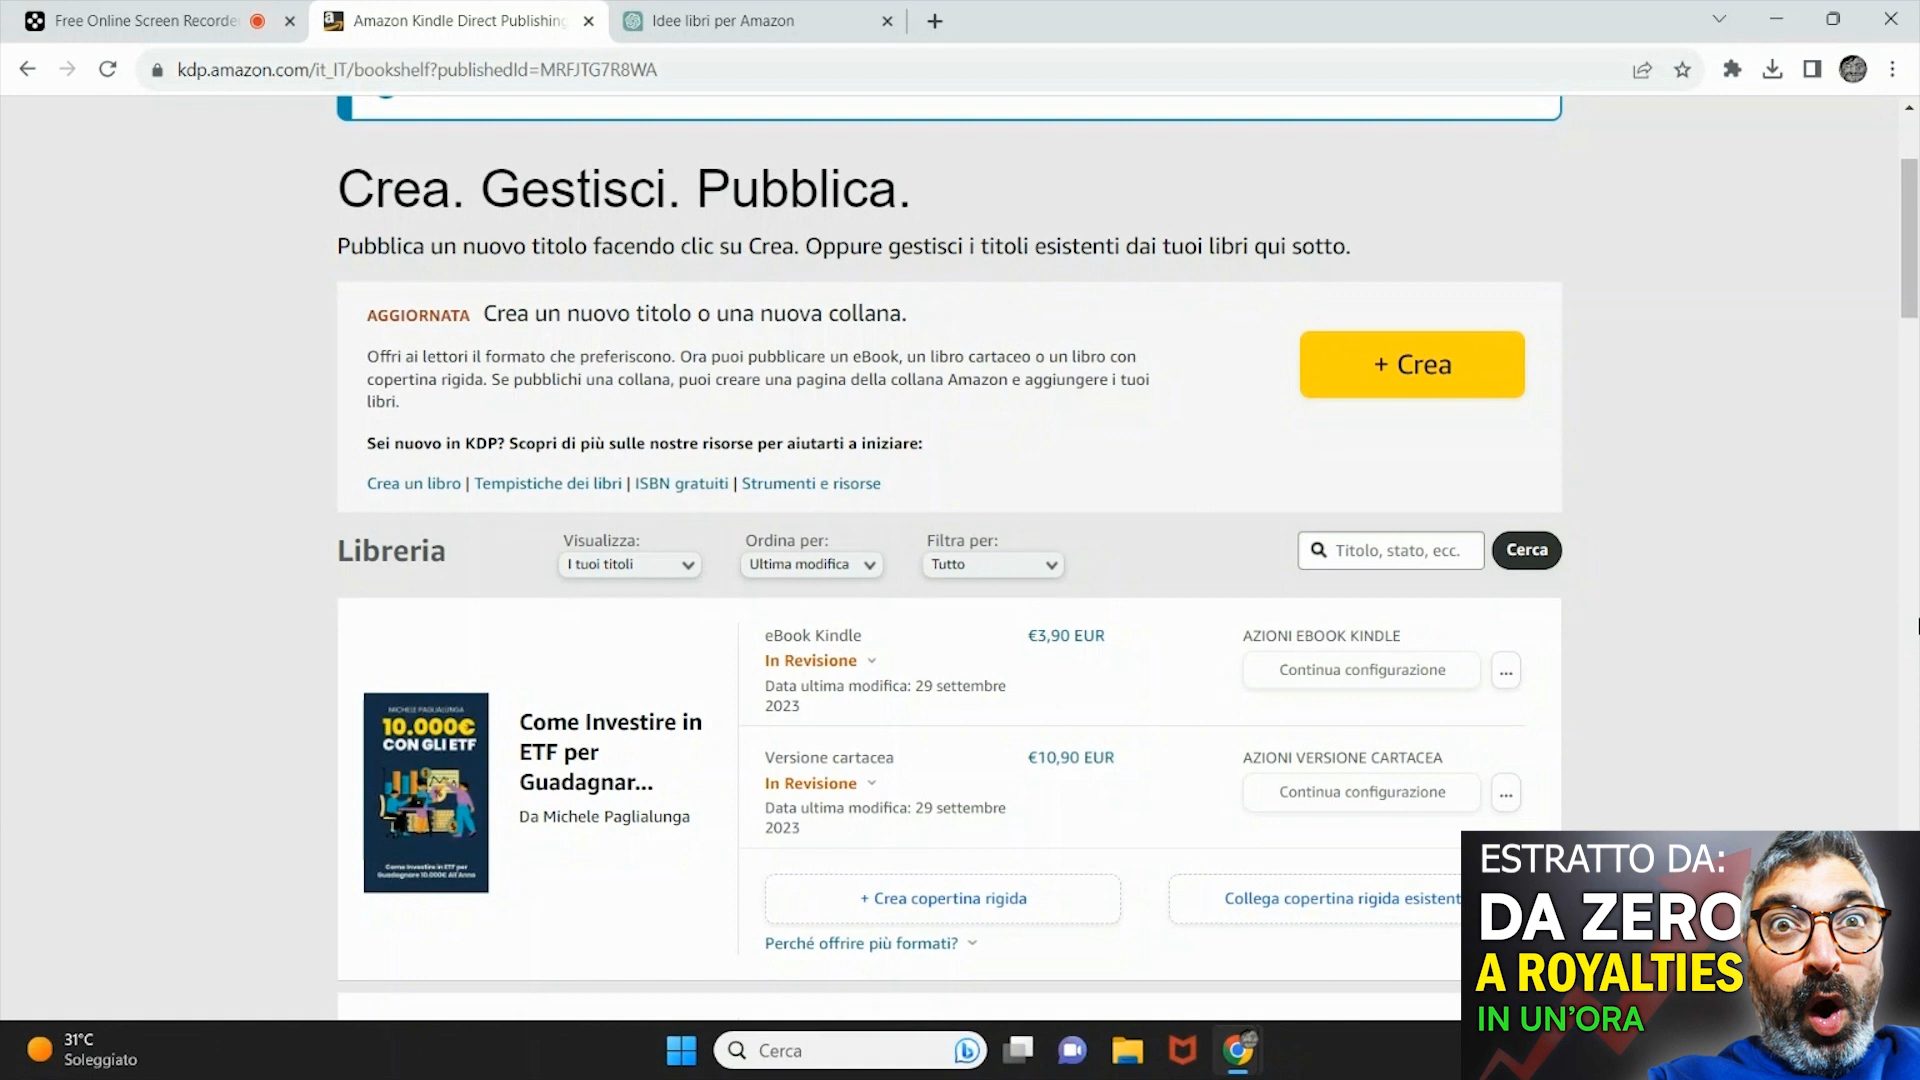 Free Online Screen Recorde
Amazon Kindle Direct Publishing
Idee libri per Amazon
kdp.amazon.com/it_IT/bookshelf?publishedId=MRFJTG7R8WA
Crea. Gestisci. Pubblica.
Pubblica un nuovo titolo facendo clic su Crea. Oppure gestisci i titoli esistenti dai tuoi libri qui sotto.
AGGIORNATA Crea un nuovo titolo o una nuova collana.
Offri ai lettori il formato che preferiscono. Ora puoi pubblicare un eBook, un libro cartaceo o un libro con
copertina rigida. Se pubblichi una collana, puoi creare una pagina della collana Amazon e aggiungere i tuoi
libri.
+ Crea
Sei nuovo in KDP? Scopri di più sulle nostre risorse per aiutarti a iniziare:
Crea un libro | Tempistiche dei libri | ISBN gratuiti | Strumenti e risorse
Libreria
Visualizza:
I tuoi titoli
Ordina per:
Ultima modifica
Filtra per:
Tutto
Titolo, stato, ecc.
Cerca
MICHELE PAGLIALUNGA
10.000€
CON GLI ETF
Come Investire in ETF per
Guadagnare 10.000€ All'Anno
Come Investire in
ETF per
Guadagnar...
Da Michele Paglialunga
eBook Kindle
€3,90 EUR
In Revisione
Data ultima modifica: 29 settembre
2023
AZIONI EBOOK KINDLE
Continua configurazione
...
Versione cartacea
€10,90 EUR
In Revisione
Data ultima modifica: 29 settembre
2023
AZIONI VERSIONE CARTACEA
Continua configurazione
...
+ Crea copertina rigida
Collega copertina rigida esistent
Perché offrire più formati?
ESTRATTO DA:
DA ZERO
A ROYALTIES
IN UN'ORA
31°C
Soleggiato
Cerca